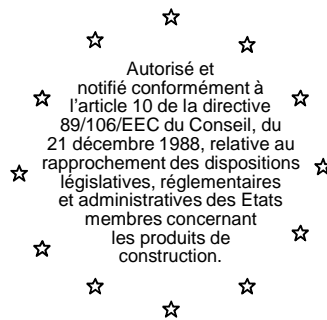 Autorisé et
notifié conformément à
l'article 10 de la directive
89/106/EEC du Conseil, du
21 décembre 1988, relative au
rapprochement des dispositions
législatives, réglementaires
et administratives des Etats
membres concernant
les produits de
construction.